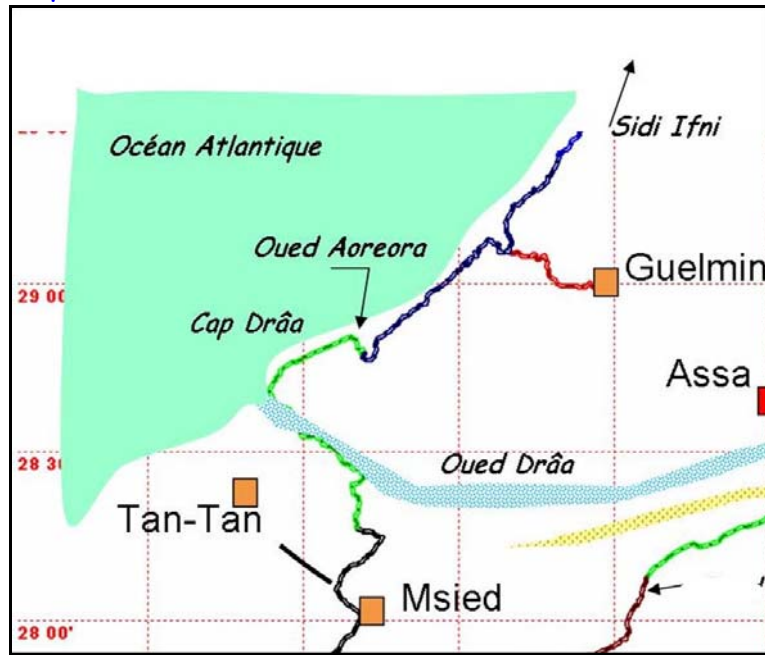 Océan Atlantique
Sidi Ifni
Oued Aoreora
Guelmin
29 00'
Cap Drâa
Assa
28 30
Oued Drâa
Tan-Tan
Msied
28 00'